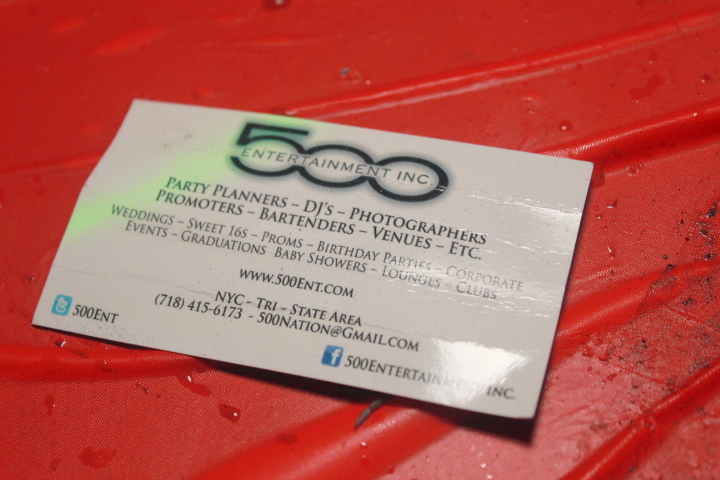 500
ENTERTAINMENT INC.
PARTY PLANNERS – DJ'S – PHOTOGRAPHERS
PROMOTERS – BARTENDERS – VENUES – ETC.
WEDDINGS – SWEET 16S – PROMS – BIRTHDAY PARTIES – CORPORATE
EVENTS – GRADUATIONS BABY SHOWERS – LOUNGES – CLUBS
WWW.500ENT.COM
NYC - TRI - STATE AREA
(718) 415-6173 - 500NATION@GMAIL.COM
500ENT
500ENTERTAINMENT INC.